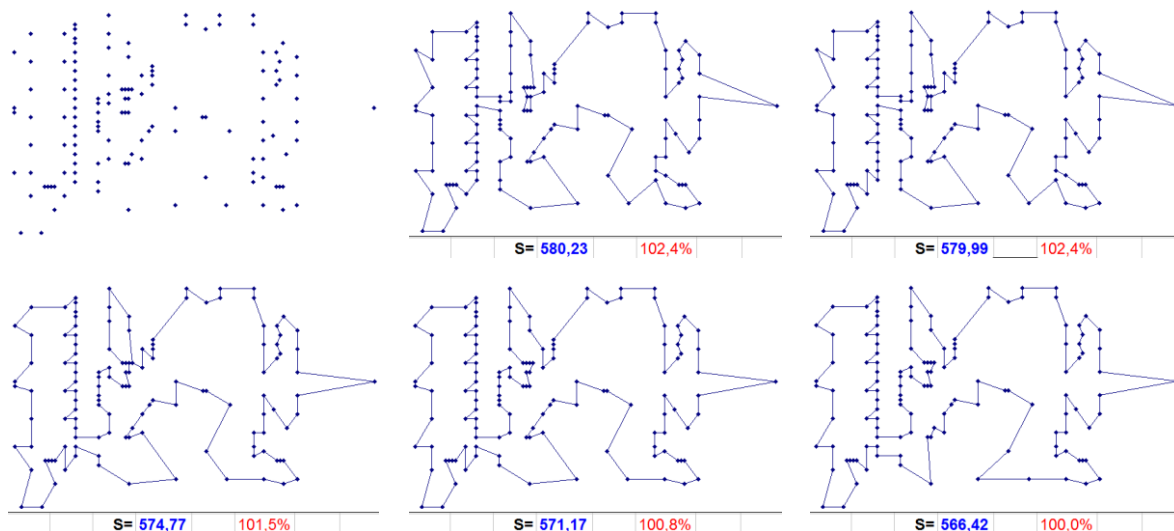 S= 580,23 102,4%
S= 579,99 102,4%
S= 574,77 101,5%
S= 571,17 100,8%
S= 566,42 100,0%